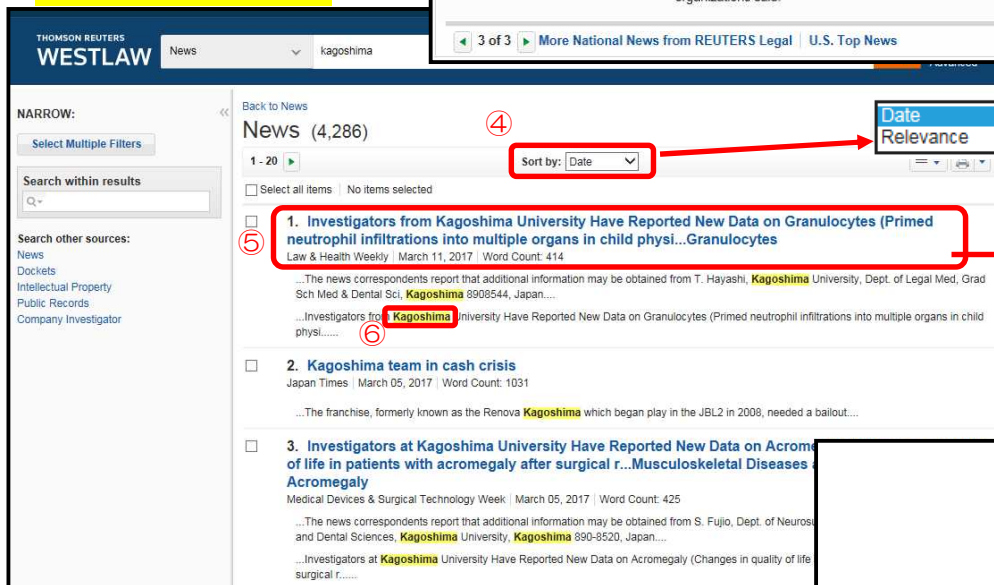 organizations said.
3 of 3 More National News from REUTERS Legal | U.S. Top News
THOMSON REUTERS
WESTLAW
News
kagoshima
Advanced
NARROW:
Select Multiple Filters
Search within results
Search other sources:
News
Dockets
Intellectual Property
Public Records
Company Investigator
Back to News
News (4,286)
④
Date
Relevance
1 - 20
Sort by: Date
Select all items | No items selected
⑤
1. Investigators from Kagoshima University Have Reported New Data on Granulocytes (Primed
neutrophil infiltrations into multiple organs in child physi...Granulocytes
Law & Health Weekly | March 11, 2017 | Word Count: 414
...The news correspondents report that additional information may be obtained from T. Hayashi, Kagoshima University, Dept. of Legal Med, Grad
Sch Med & Dental Sci, Kagoshima 8908544, Japan....
...Investigators from Kagoshima University Have Reported New Data on Granulocytes (Primed neutrophil infiltrations into multiple organs in child
physi......
⑥
2. Kagoshima team in cash crisis
Japan Times | March 05, 2017 | Word Count: 1031
...The franchise, formerly known as the Renova Kagoshima which began play in the JBL2 in 2008, needed a bailout....
3. Investigators at Kagoshima University Have Reported New Data on
of life in patients with acromegaly after surgical r...Musculoskeletal Diseases
Acromegaly
Medical Devices & Surgical Technology Week | March 05, 2017 | Word Count: 425
...The news correspondents report that additional information may be obtained from S. Fujio, Dept. of
and Dental Sciences, Kagoshima University, Kagoshima 890-8520, Japan....
...Investigators at Kagoshima University Have Reported New Data on Acromegaly (Changes in quality of life
surgical r......